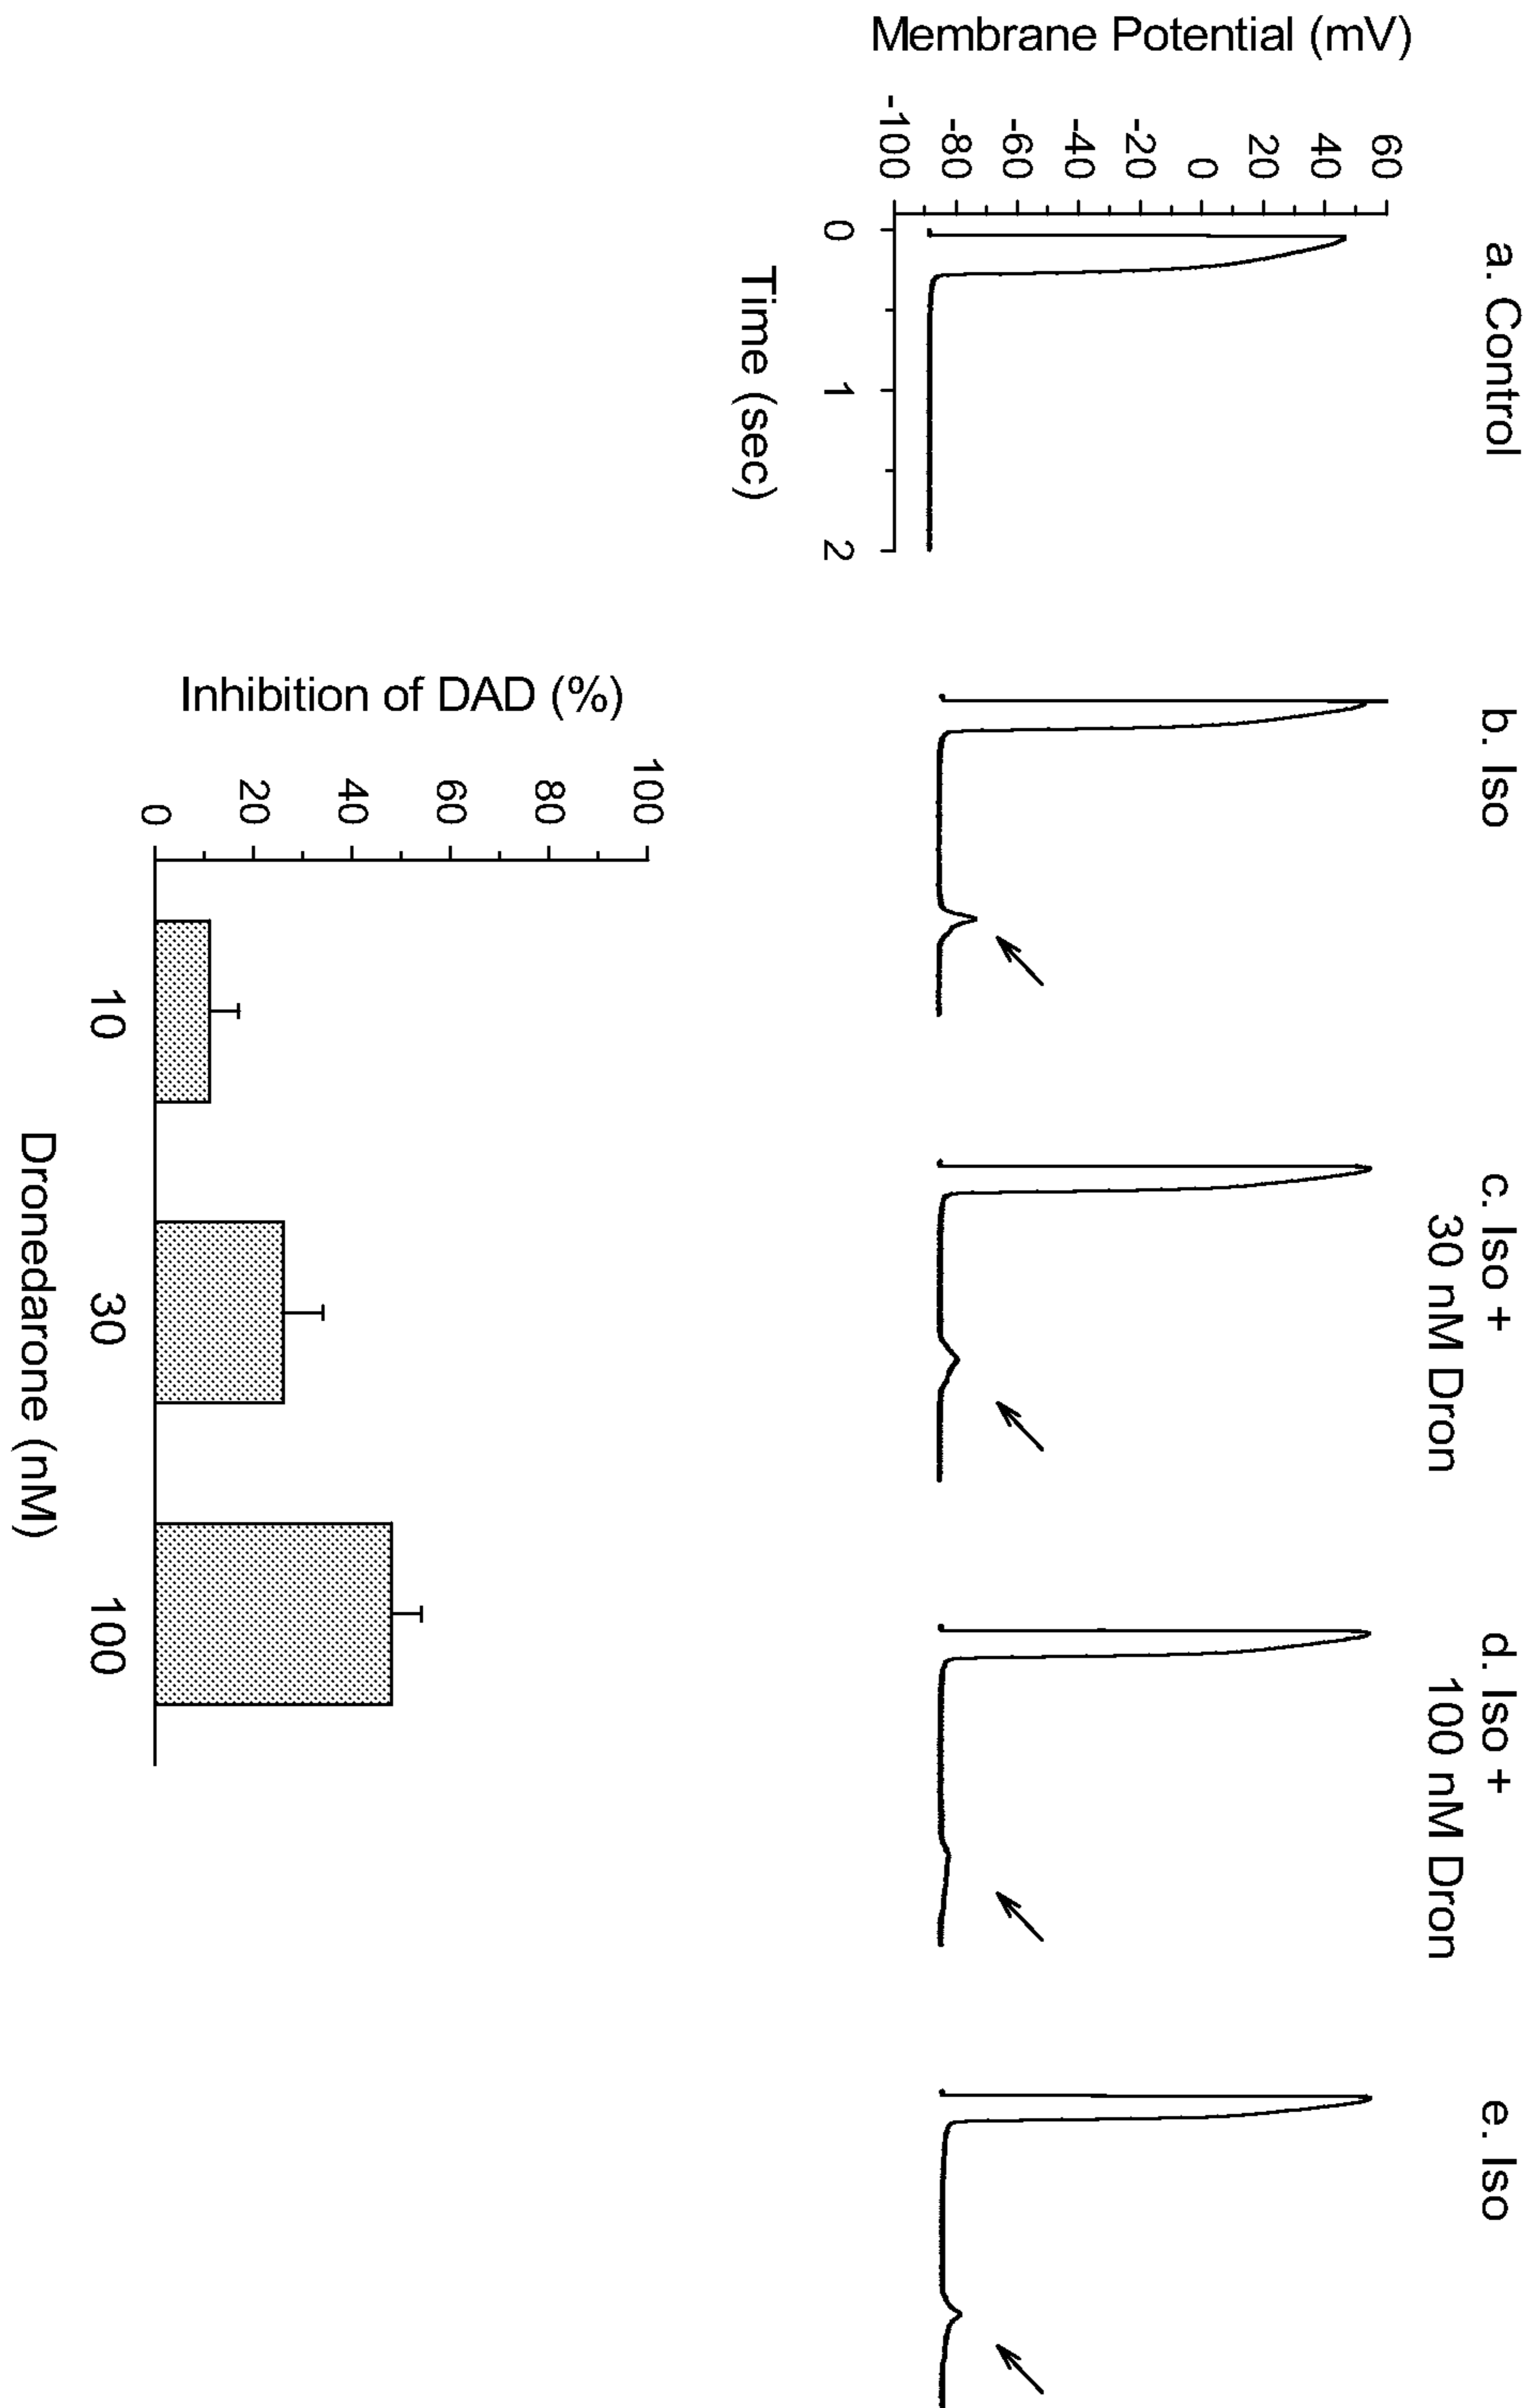 a. Control
b. Iso
c. Iso +
30 nM Dron
d. Iso +
100 nM Dron
e. Iso
Membrane Potential (mV)
60
40
20
0
-20
-40
-60
-80
-100
0
1
2
Time (sec)
Inhibition of DAD (%)
100
80
60
40
20
0
10
30
100
Dronedarone (nM)